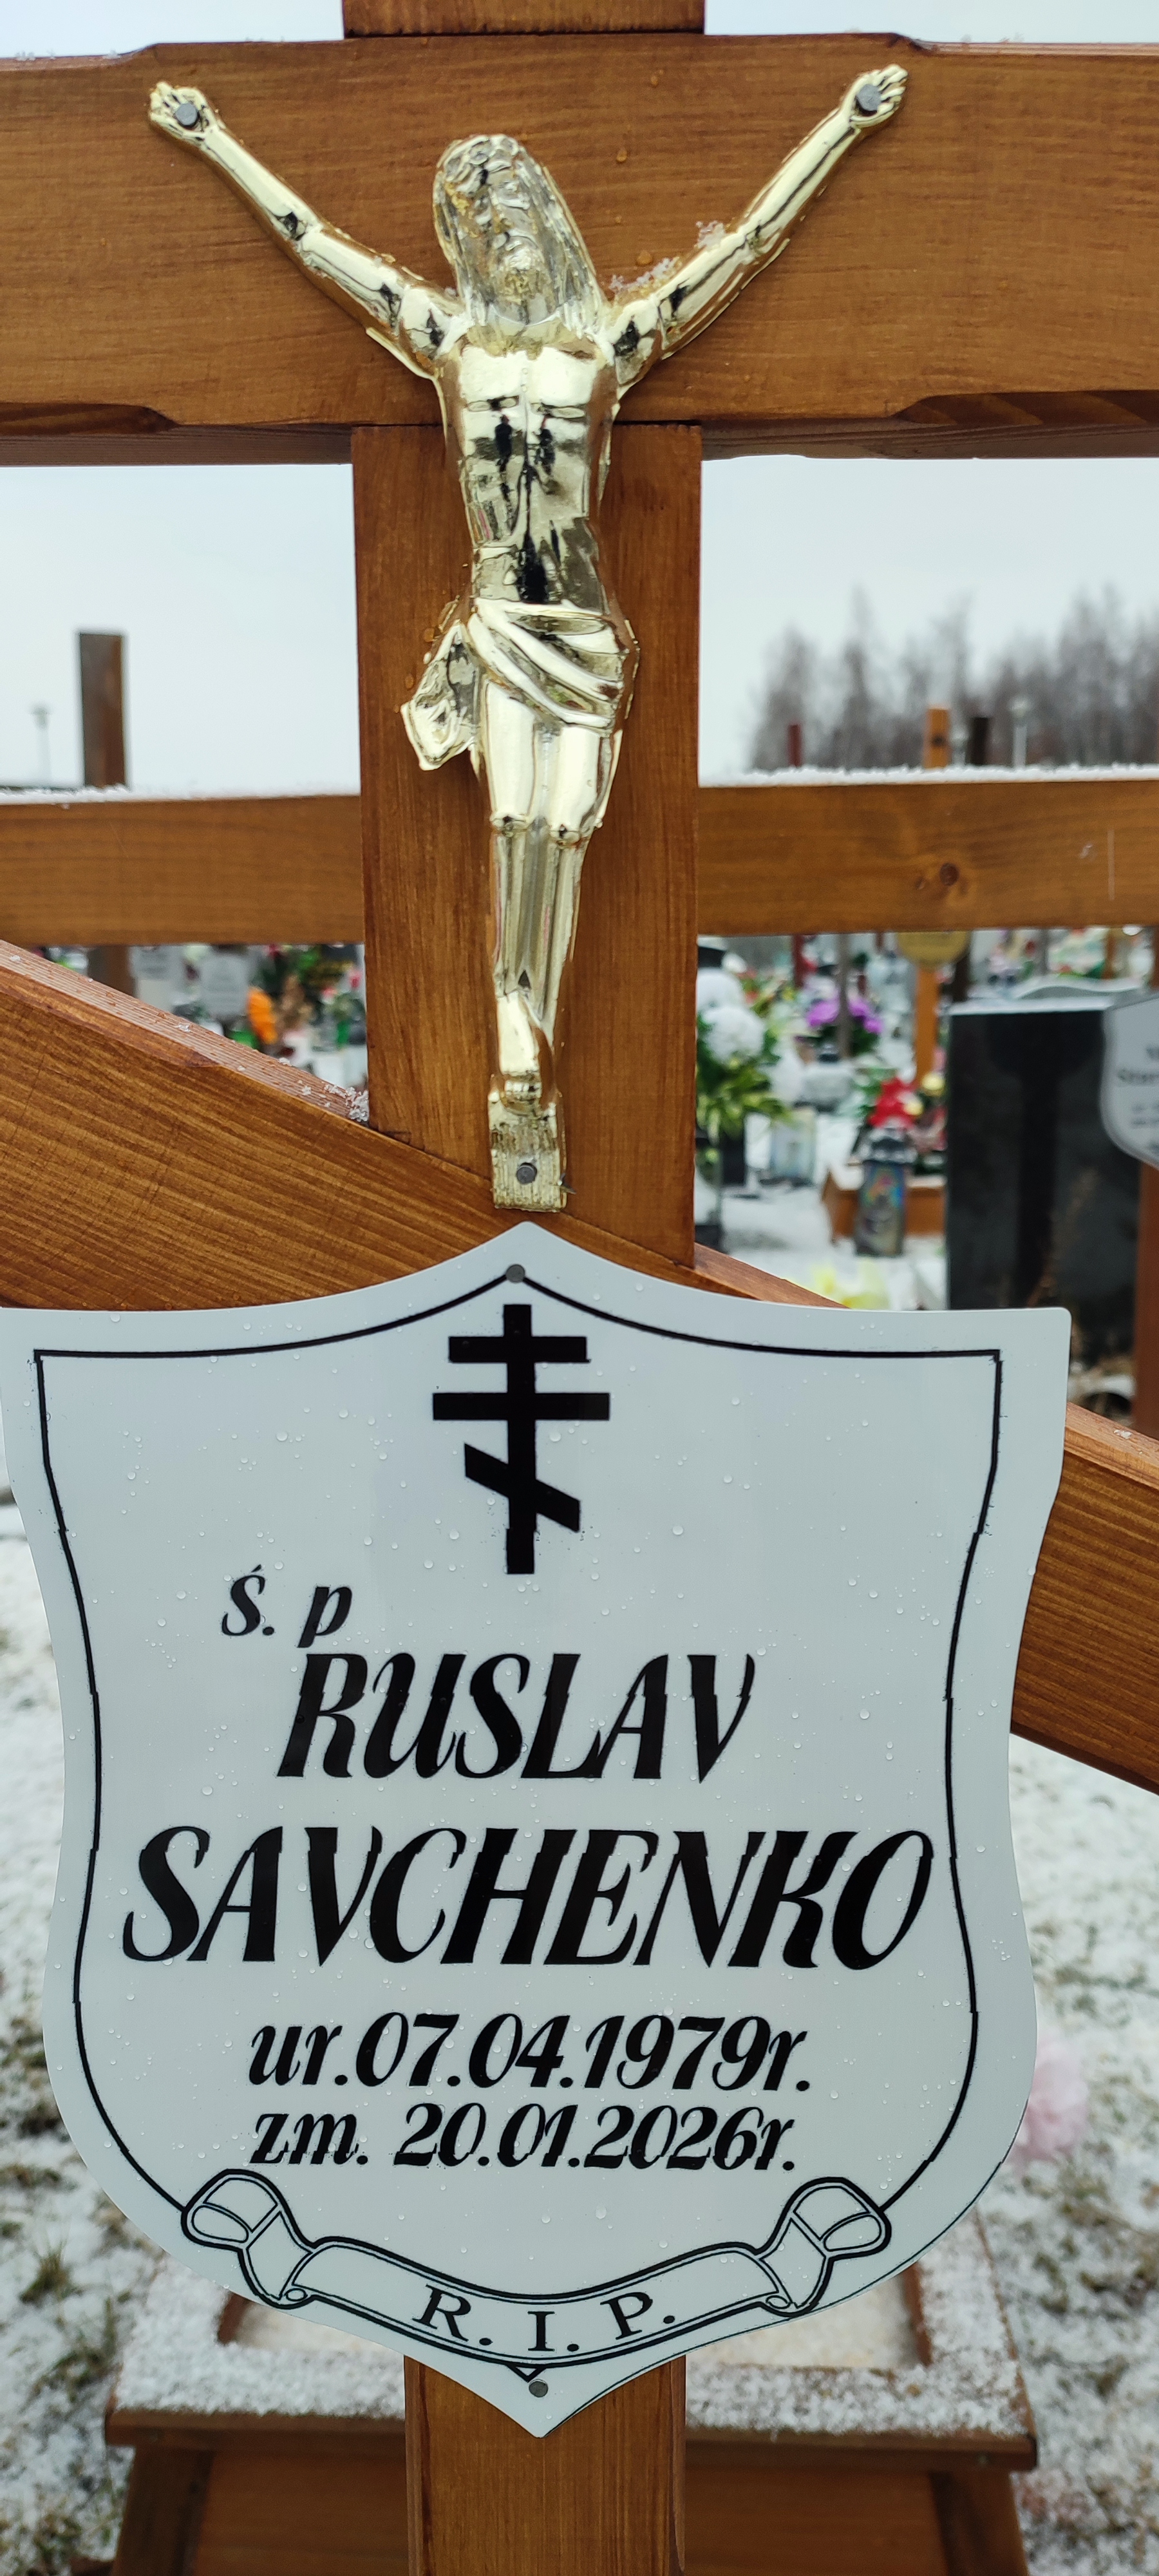 Ś. p
RUSLAV
SAVCHENKO
ur.07.04.1979r.
zm. 20.01.2026r.
R. I. P.